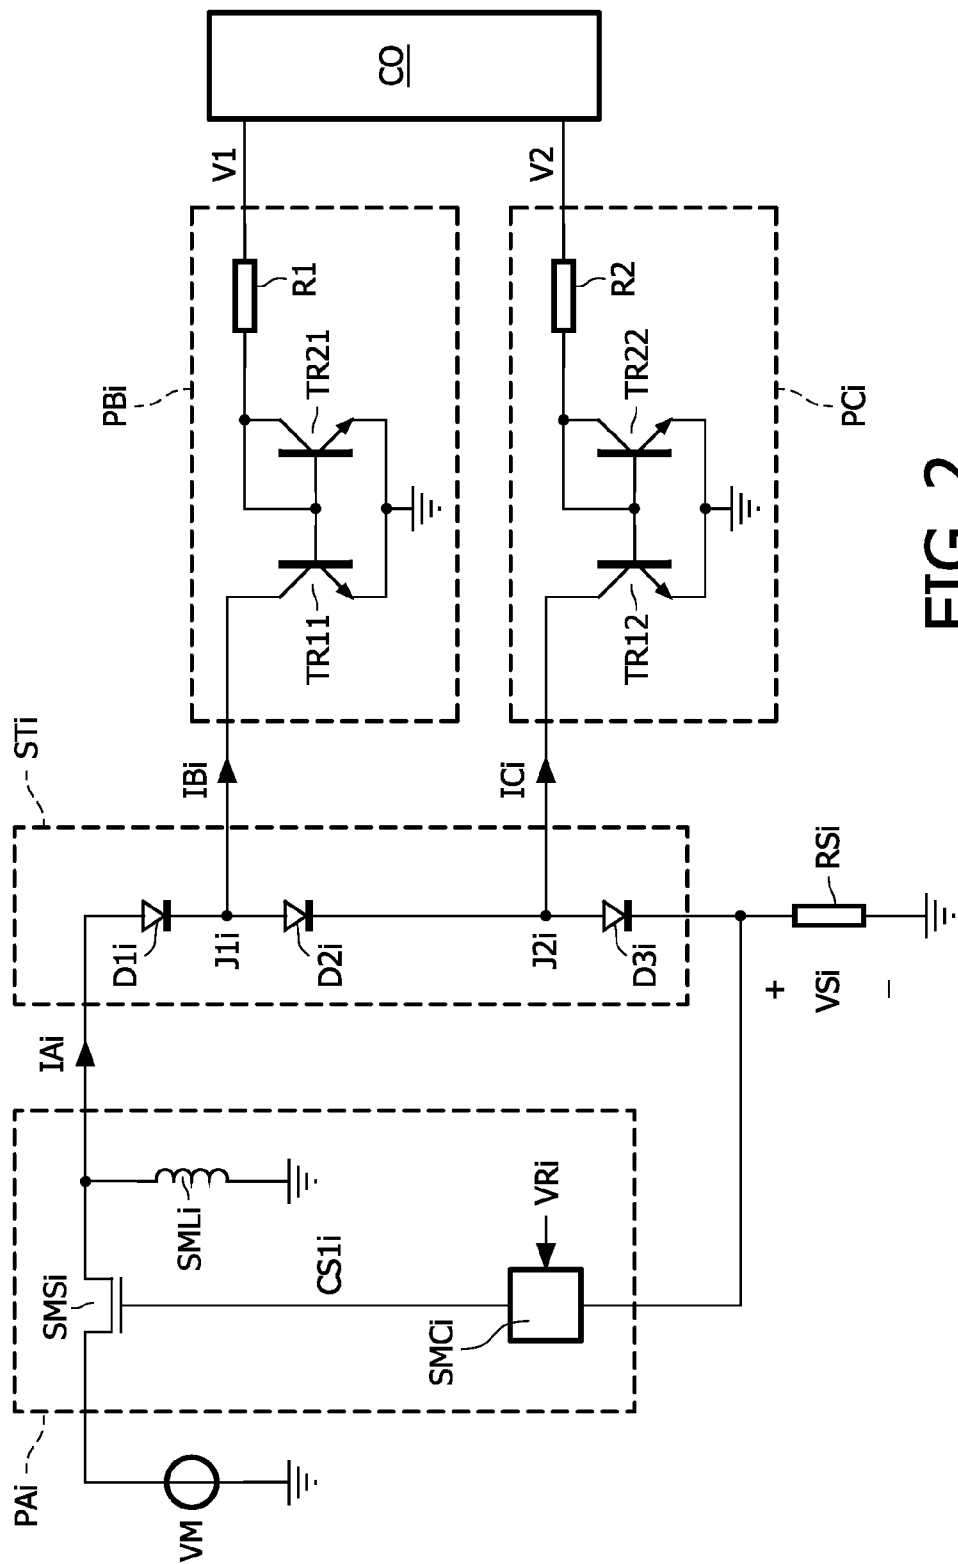 PAi
STi
SMSi
IAi
D1i
PBi
VM
SMLi
IBi
J1i
V1
R1
TR11
TR21
CS1i
D2i
CO
SMCi
ICi
VRi
J2i
V2
R2
D3i
TR12
TR22
+
VSi
−
RSi
PCi
FIG. 2